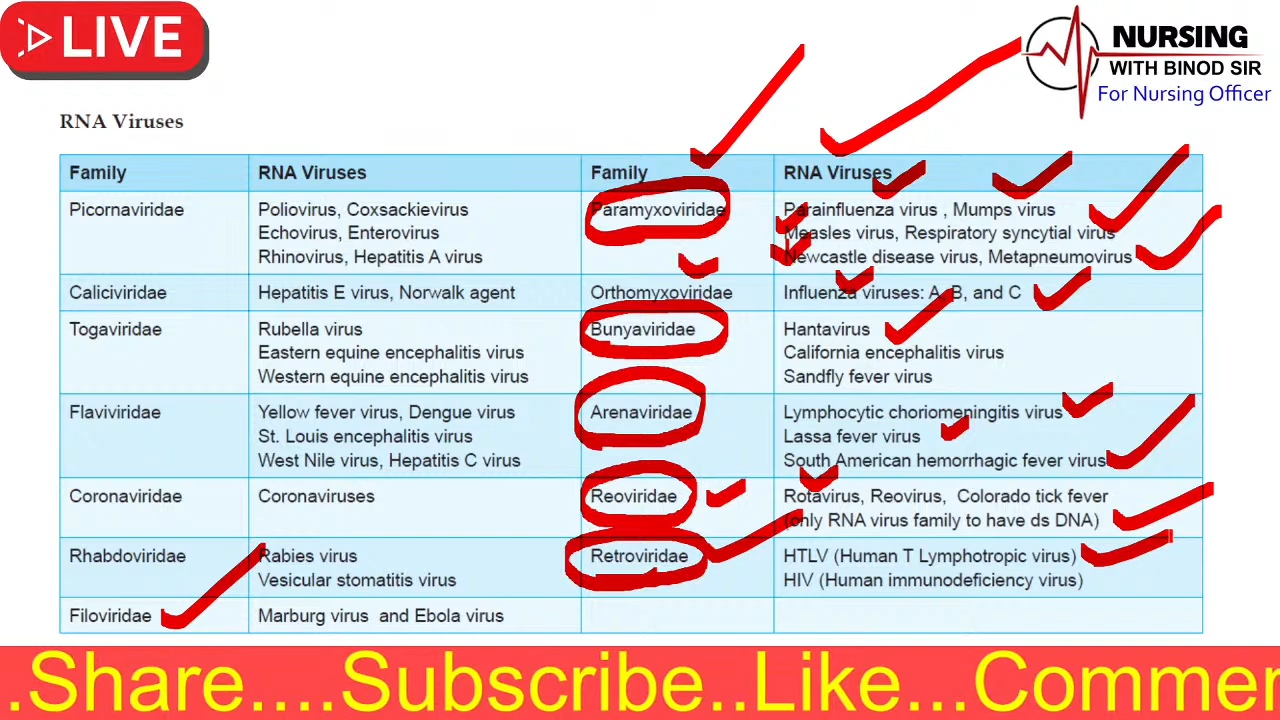 LIVE
NURSING
WITH BINOD SIR
For Nursing Officer
RNA Viruses
Family RNA Viruses Family RNA Viruses
Picornaviridae Poliovirus, Coxsackievirus Paramyxoviridae Parainfluenza virus , Mumps virus
Echovirus, Enterovirus Measles virus, Respiratory syncytial virus
Rhinovirus, Hepatitis A virus Newcastle disease virus, Metapneumovirus
Caliciviridae Hepatitis E virus, Norwalk agent Orthomyxoviridae Influenza viruses: A, B, and C
Togaviridae Rubella virus Bunyaviridae Hantavirus
Eastern equine encephalitis virus California encephalitis virus
Western equine encephalitis virus Sandfly fever virus
Flaviviridae Yellow fever virus, Dengue virus Arenaviridae Lymphocytic choriomeningitis virus
St. Louis encephalitis virus Lassa fever virus
West Nile virus, Hepatitis C virus South American hemorrhagic fever virus
Coronaviridae Coronaviruses Reoviridae Rotavirus, Reovirus, Colorado tick fever
(only RNA virus family to have ds DNA)
Rhabdoviridae Rabies virus Retroviridae HTLV (Human T Lymphotropic virus)
Vesicular stomatitis virus HIV (Human immunodeficiency virus)
Filoviridae Marburg virus and Ebola virus
.Share....Subscribe..Like...Commer